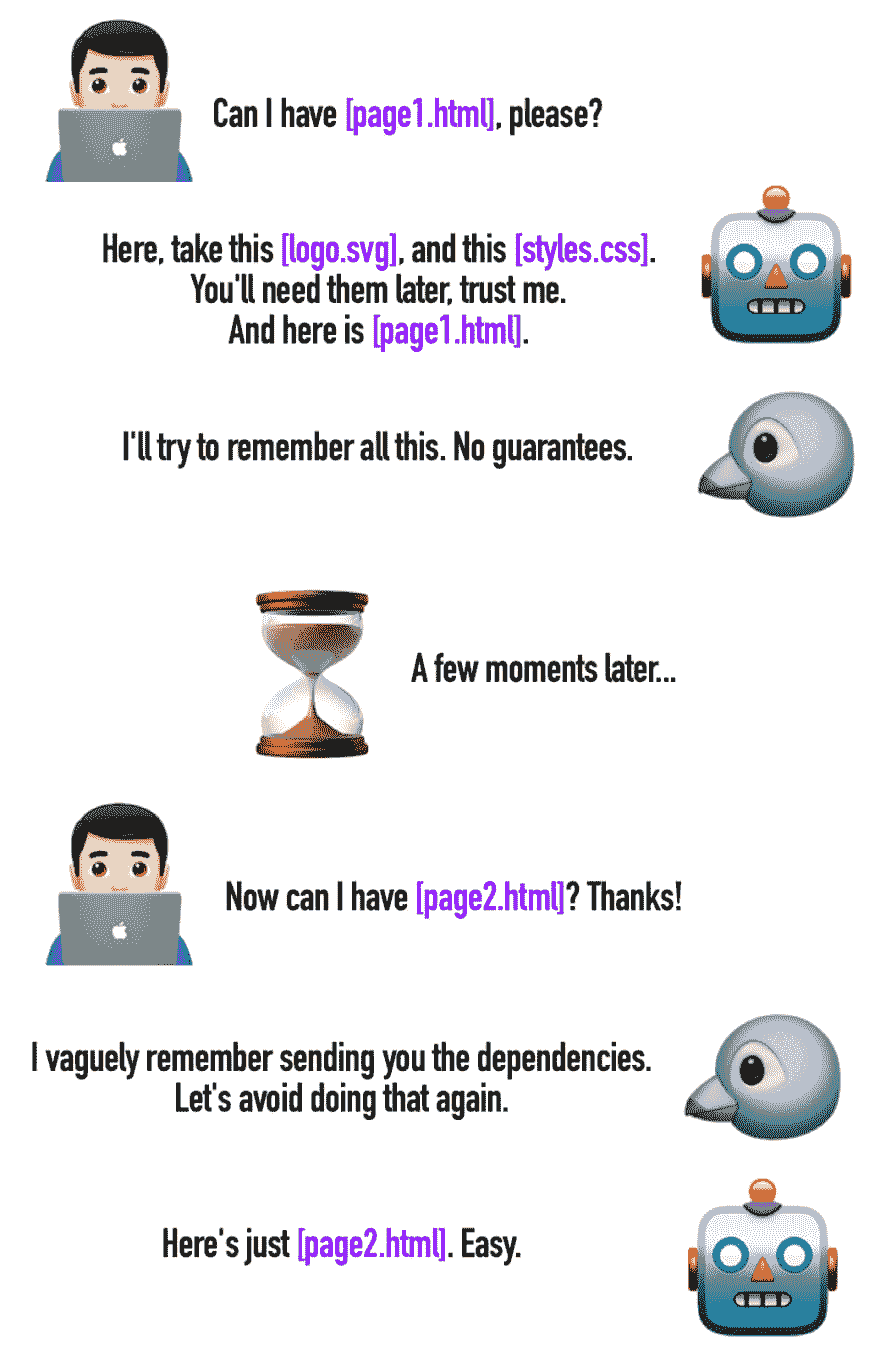 Can I have [page1.html], please?
Here, take this [logo.svg], and this [styles.css].
You'll need them later, trust me.
And here is [page1.html].
I'll try to remember all this. No guarantees.
A few moments later...
Now can I have [page2.html]? Thanks!
I vaguely remember sending you the dependencies.
Let's avoid doing that again.
Here's just [page2.html]. Easy.